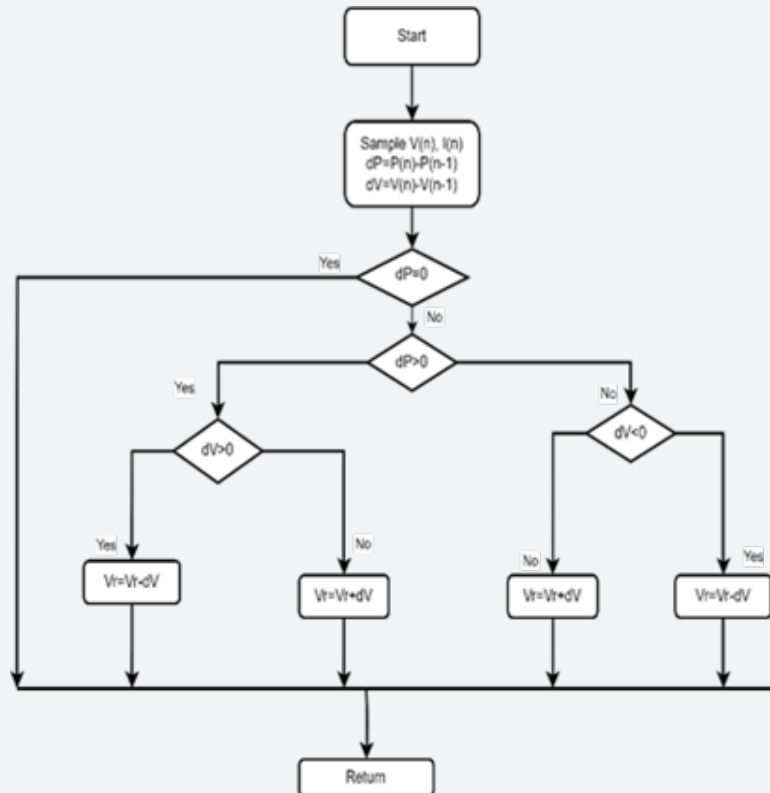 Start
Sample V(n), I(n)
dP=P(n)-P(n-1)
dV=V(n)-V(n-1)
Yes
dP=0
No
dP>0
Yes
No
dV>0
dV<0
Yes
No
No
Yes
Vr=Vr-dV
Vr=Vr+dV
Vr=Vr+dV
Vr=Vr-dV
Return